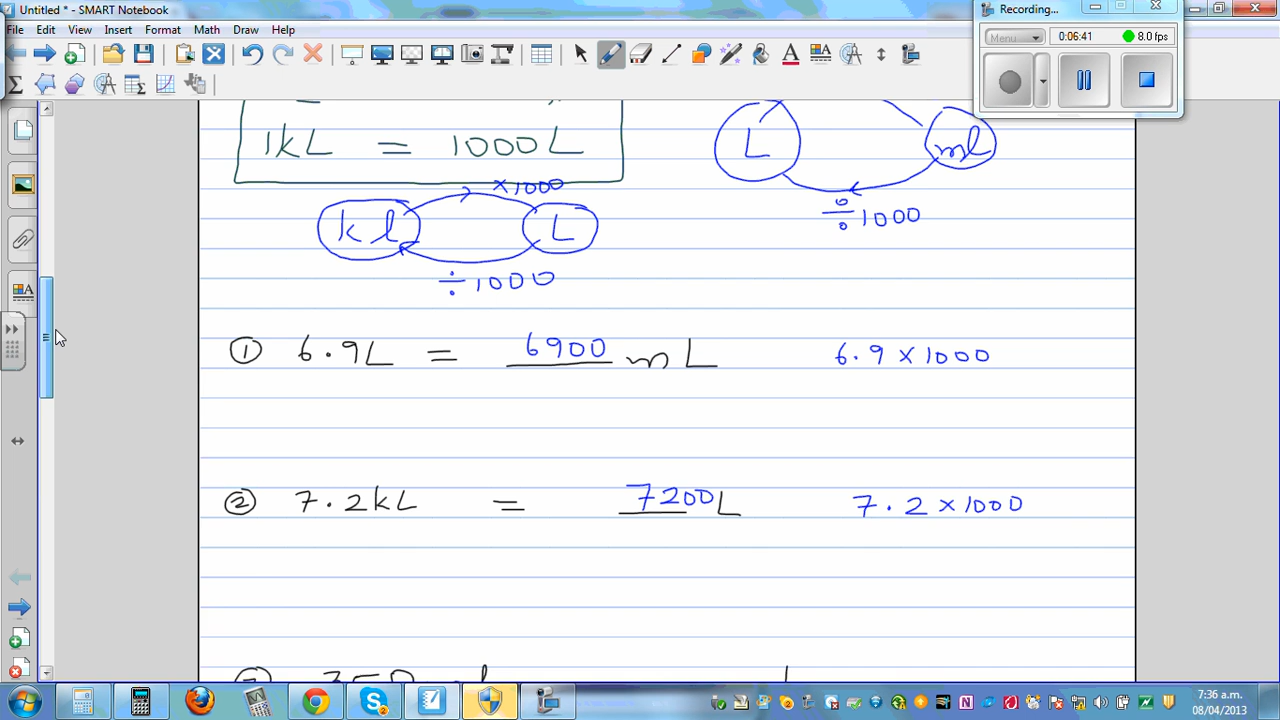 Untitled * - SMART Notebook
Recording...
File Edit View Insert Format Math Draw Help
Menu 0:06:41 8.0 fps
1kL = 1000L
L ml
×1000
÷1000
kl L
÷1000
① 6.9L = 6900 mL 6.9 × 1000
② 7.2kL = 7200 L 7.2 × 1000
7:36 a.m.
08/04/2013